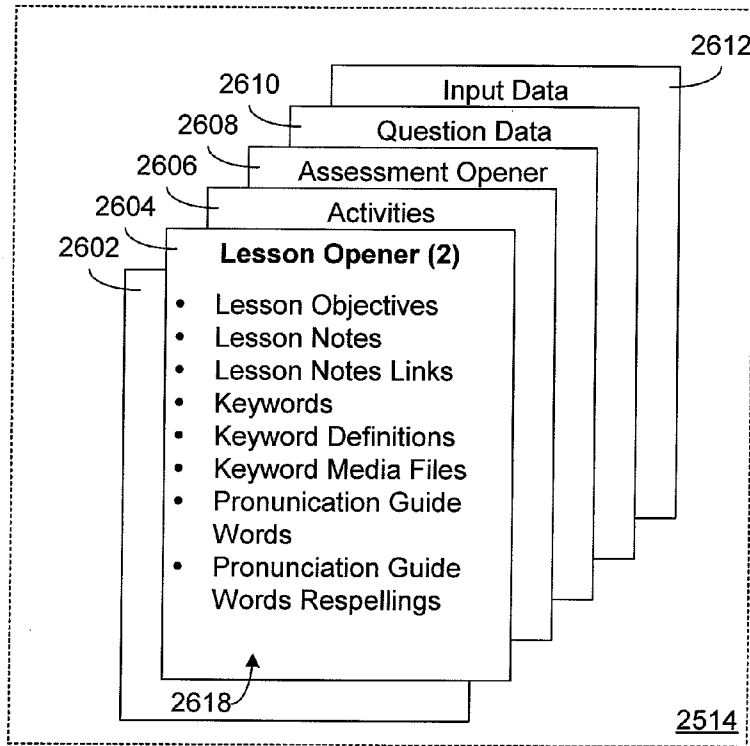 2612
Input Data
2610
Question Data
2608
Assessment Opener
2606
Activities
2604
Lesson Opener (2)
2602
• Lesson Objectives
• Lesson Notes
• Lesson Notes Links
• Keywords
• Keyword Definitions
• Keyword Media Files
• Pronunication Guide
Words
• Pronunciation Guide
Words Respellings
2618
2514